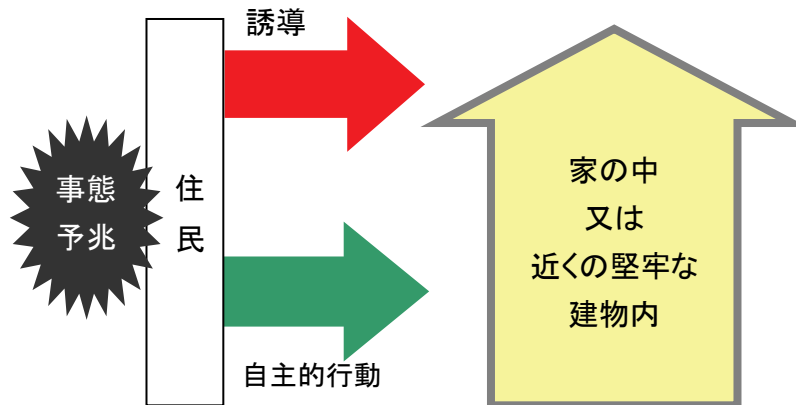 事態
予兆
住
民
誘導
自主的行動
家の中
又は
近くの堅牢な
建物内